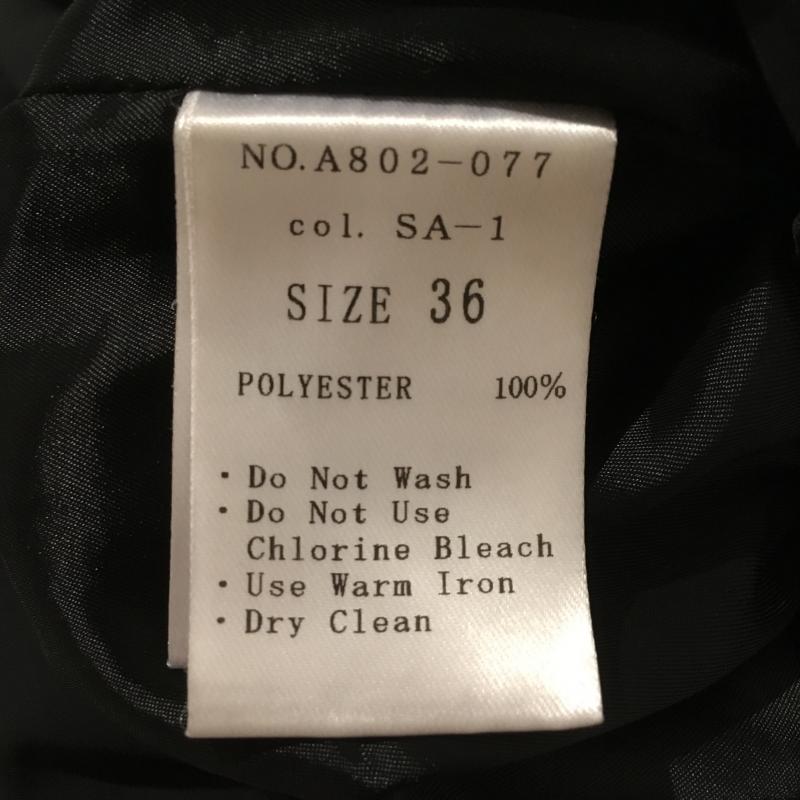 NO.A802-077
col. SA-1
SIZE 36
POLYESTER 100%
・Do Not Wash
・Do Not Use
Chlorine Bleach
・Use Warm Iron
・Dry Clean